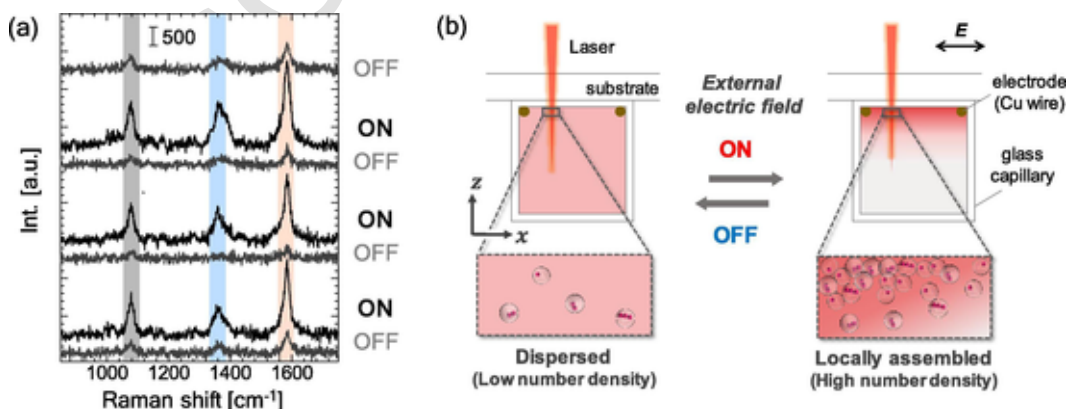 (a)
500
OFF
ON
OFF
ON
OFF
ON
OFF
Int. [a.u.]
1000 1200 1400 1600
Raman shift [cm⁻¹]
(b)
Laser
substrate
External
electric field
ON
OFF
z
x
E
electrode
(Cu wire)
glass
capillary
Dispersed
(Low number density)
Locally assembled
(High number density)